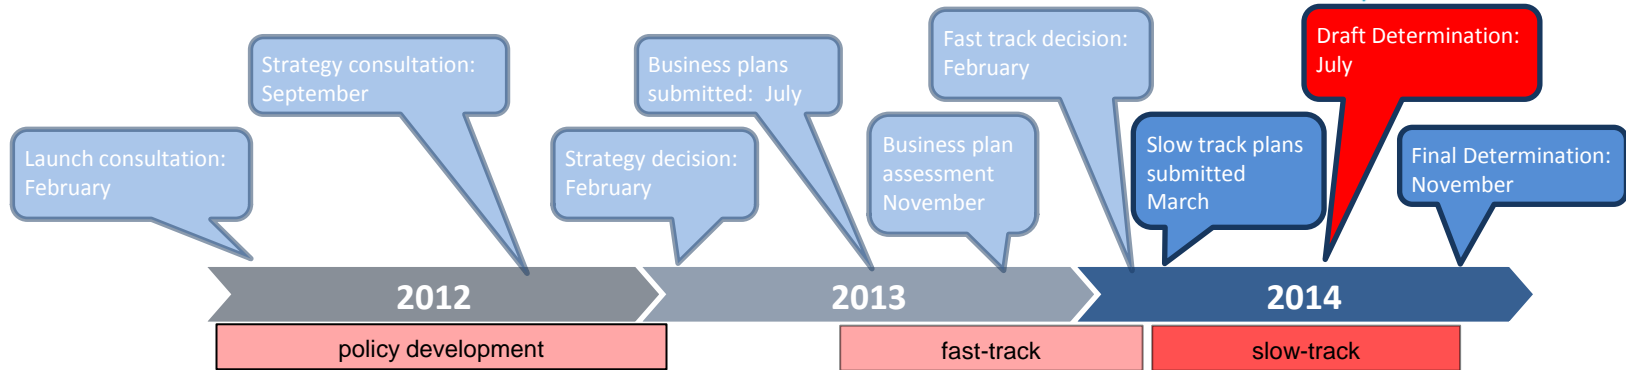 Launch consultation:
February
Strategy consultation:
September
Strategy decision:
February
Business plans
submitted: July
Business plan
assessment
November
Fast track decision:
February
Slow track plans
submitted
March
Draft Determination:
July
Final Determination:
November
2012
2013
2014
policy development
fast-track
slow-track